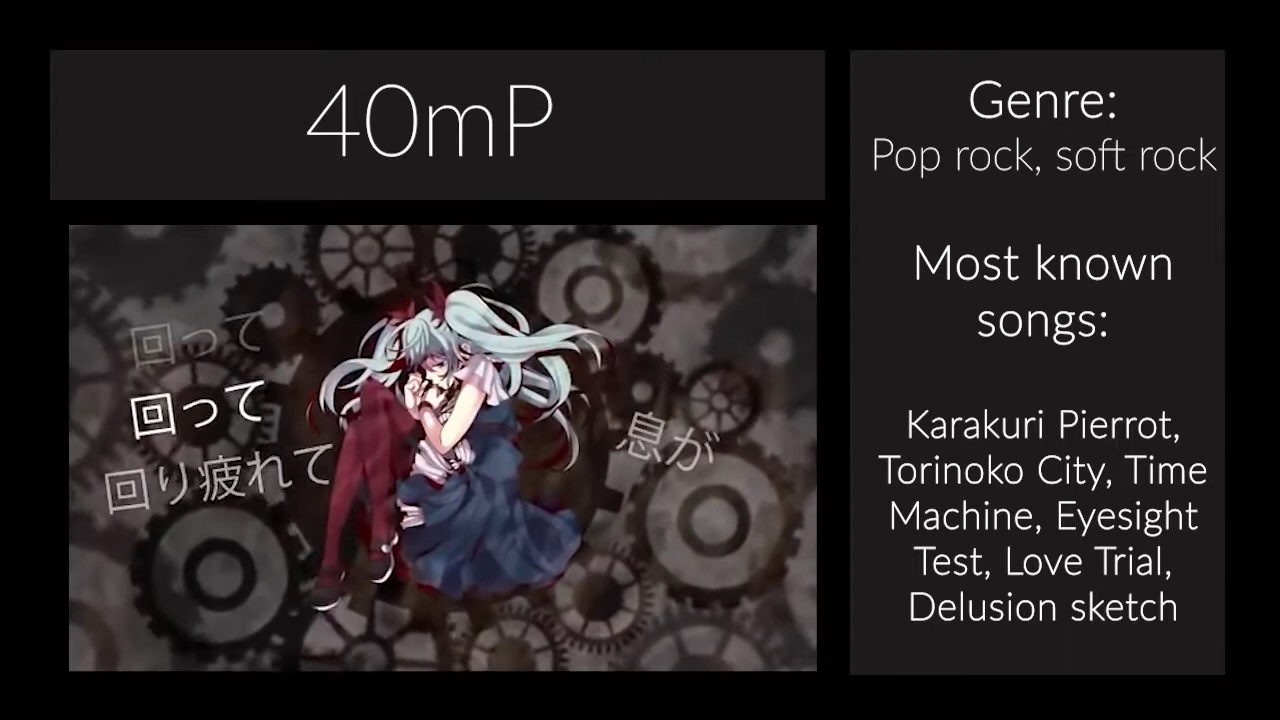 40mP
回って
回って
回り疲れて
息が
Genre:
Pop rock, soft rock
Most known
songs:
Karakuri Pierrot,
Torinoko City, Time
Machine, Eyesight
Test, Love Trial,
Delusion sketch